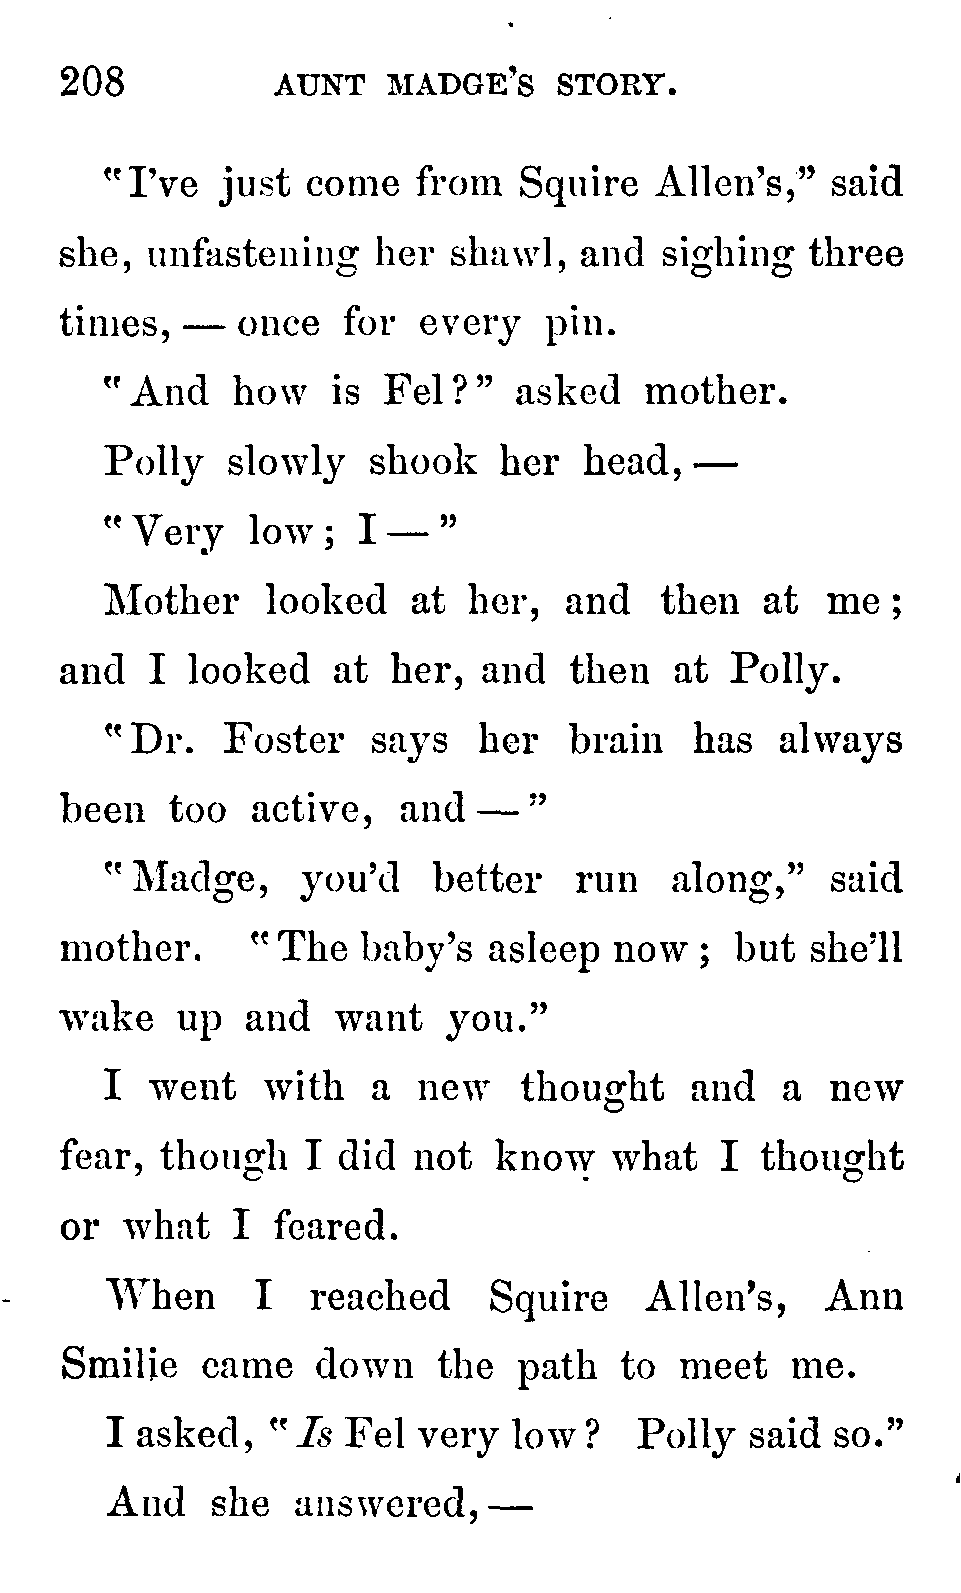 208 AUNT MADGE'S STORY.
"I've just come from Squire Allen's," said
she, unfastening her shawl, and sighing three
times, — once for every pin.
"And how is Fel?" asked mother.
Polly slowly shook her head, —
"Very low; I — "
Mother looked at her, and then at me;
and I looked at her, and then at Polly.
"Dr. Foster says her brain has always
been too active, and — "
"Madge, you'd better run along," said
mother. "The baby's asleep now; but she'll
wake up and want you."
I went with a new thought and a new
fear, though I did not know what I thought
or what I feared.
When I reached Squire Allen's, Ann
Smilie came down the path to meet me.
I asked, "Is Fel very low? Polly said so."
And she answered, —